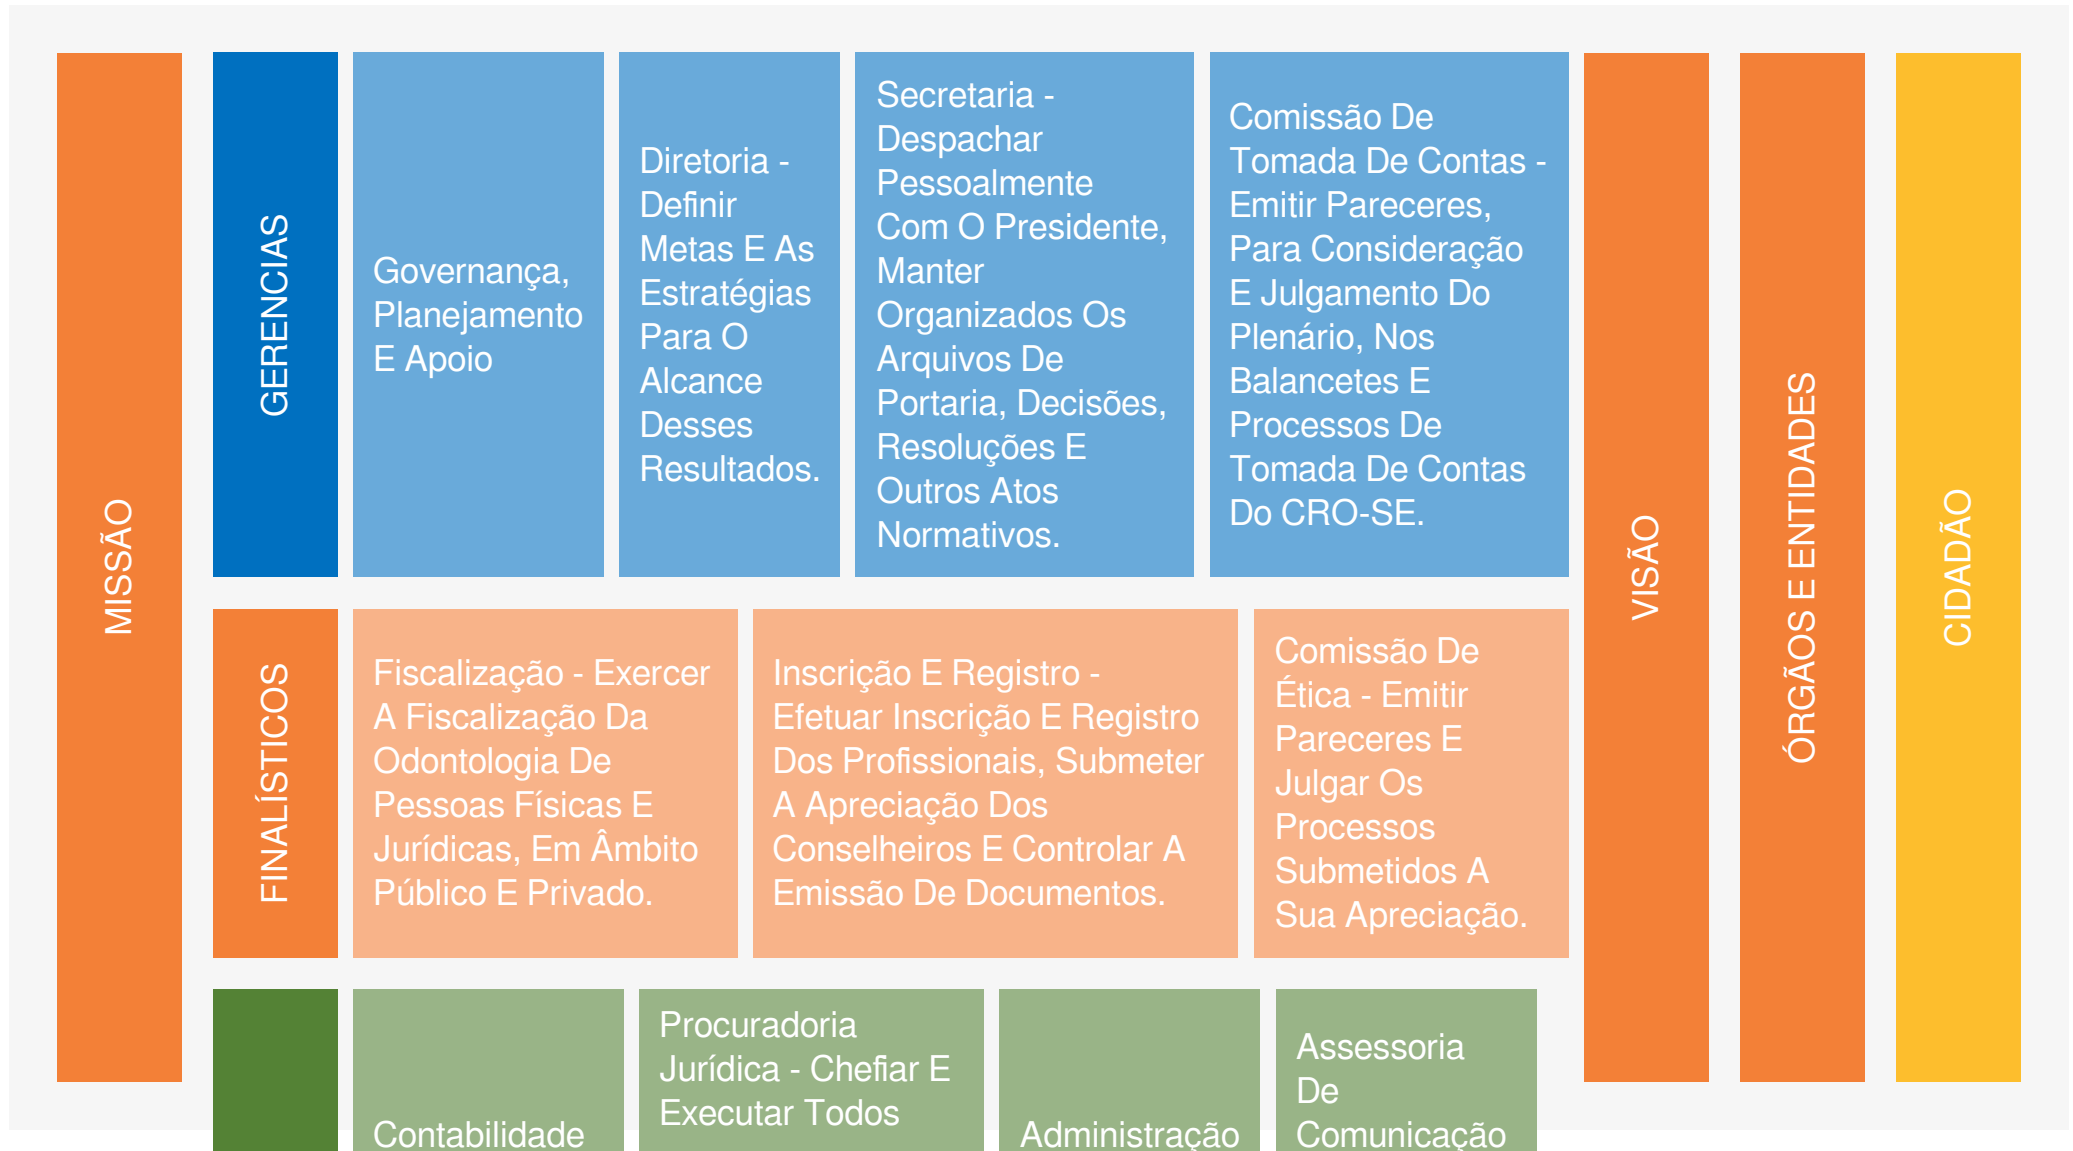 MISSÃO
GERENCIAS
Governança,
Planejamento
E Apoio
Diretoria -
Definir
Metas E As
Estratégias
Para O
Alcance
Desses
Resultados.
Secretaria -
Despachar
Pessoalmente
Com O Presidente,
Manter
Organizados Os
Arquivos De
Portaria, Decisões,
Resoluções E
Outros Atos
Normativos.
Comissão De
Tomada De Contas -
Emitir Pareceres,
Para Consideração
E Julgamento Do
Plenário, Nos
Balancetes E
Processos De
Tomada De Contas
Do CRO-SE.
FINALÍSTICOS
Fiscalização - Exercer
A Fiscalização Da
Odontologia De
Pessoas Físicas E
Jurídicas, Em Âmbito
Público E Privado.
Inscrição E Registro -
Efetuar Inscrição E Registro
Dos Profissionais, Submeter
A Apreciação Dos
Conselheiros E Controlar A
Emissão De Documentos.
Comissão De
Ética - Emitir
Pareceres E
Julgar Os
Processos
Submetidos A
Sua Apreciação.
Contabilidade
Procuradoria
Jurídica - Chefiar E
Executar Todos
Administração
Assessoria
De
Comunicação
VISÃO
ÓRGÃOS E ENTIDADES
CIDADÃO